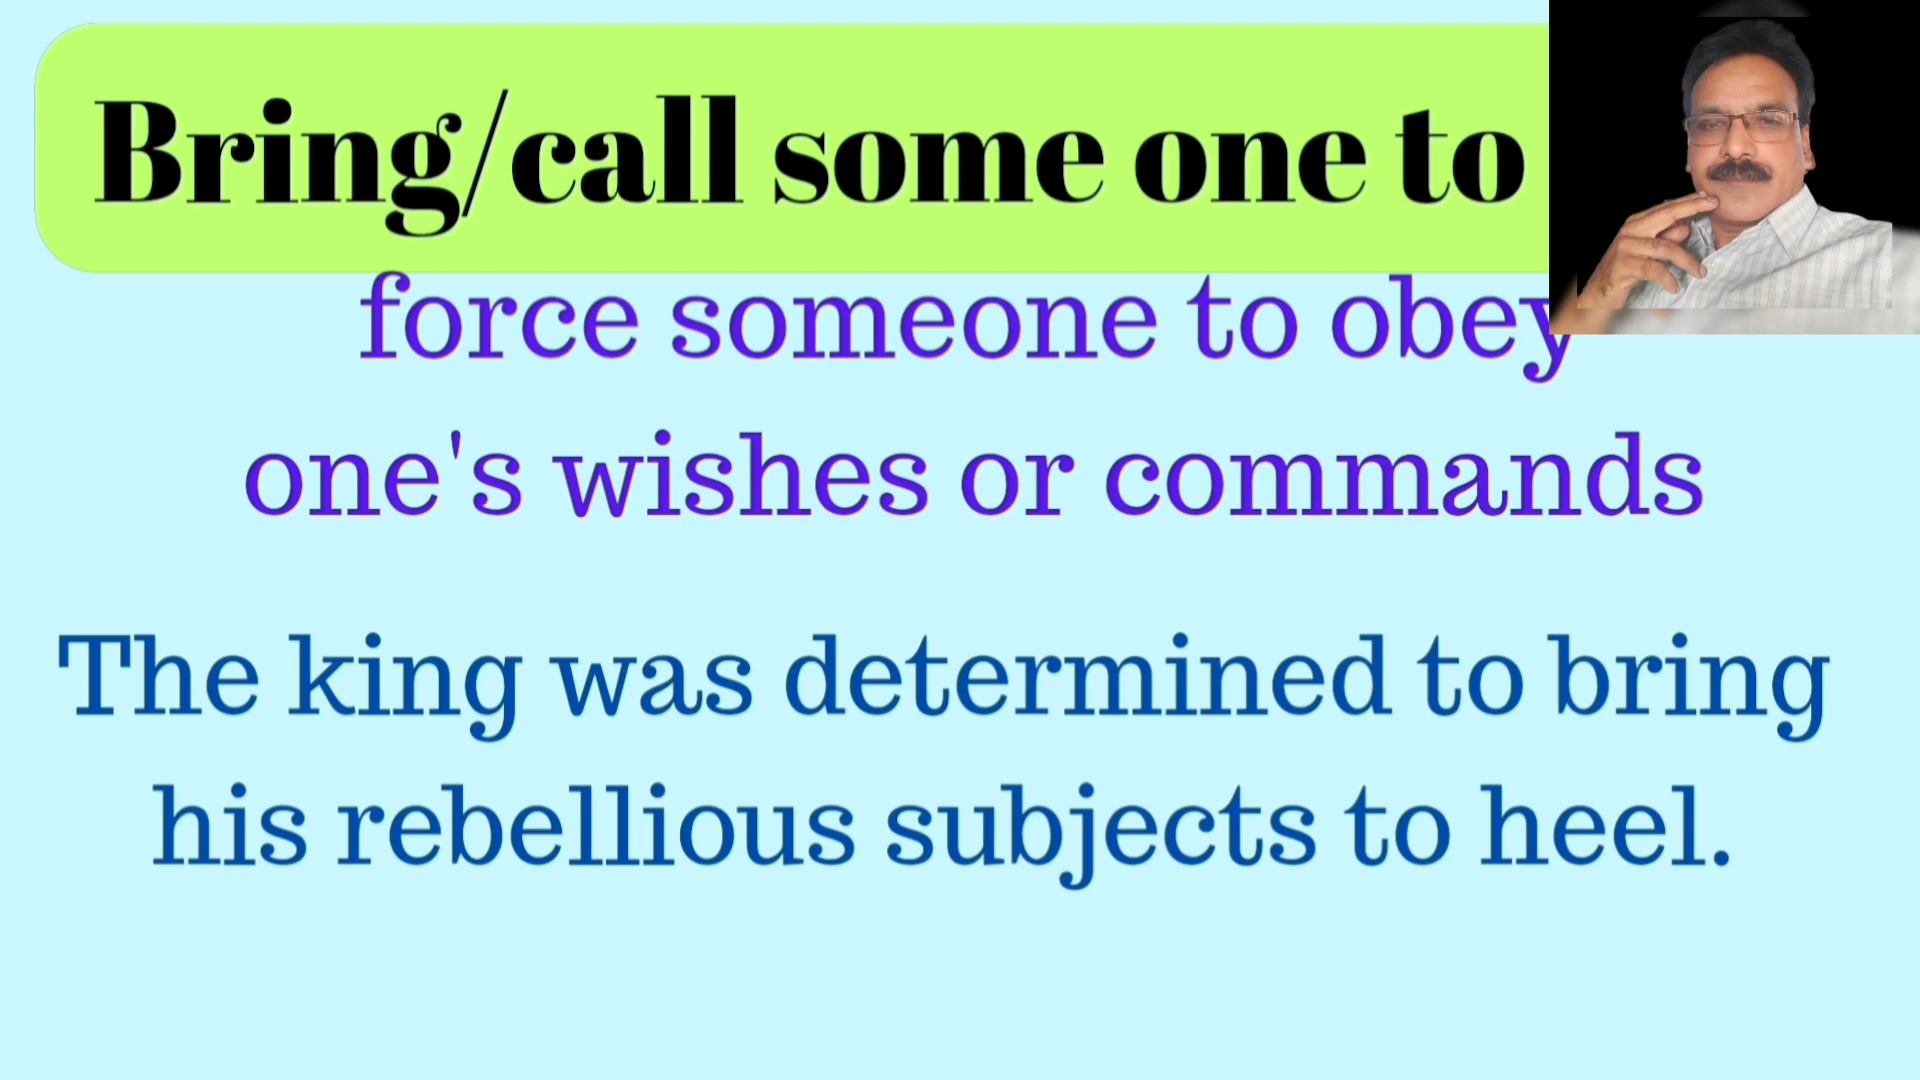 Bring/call some one to
force someone to obey
one's wishes or commands
The king was determined to bring
his rebellious subjects to heel.